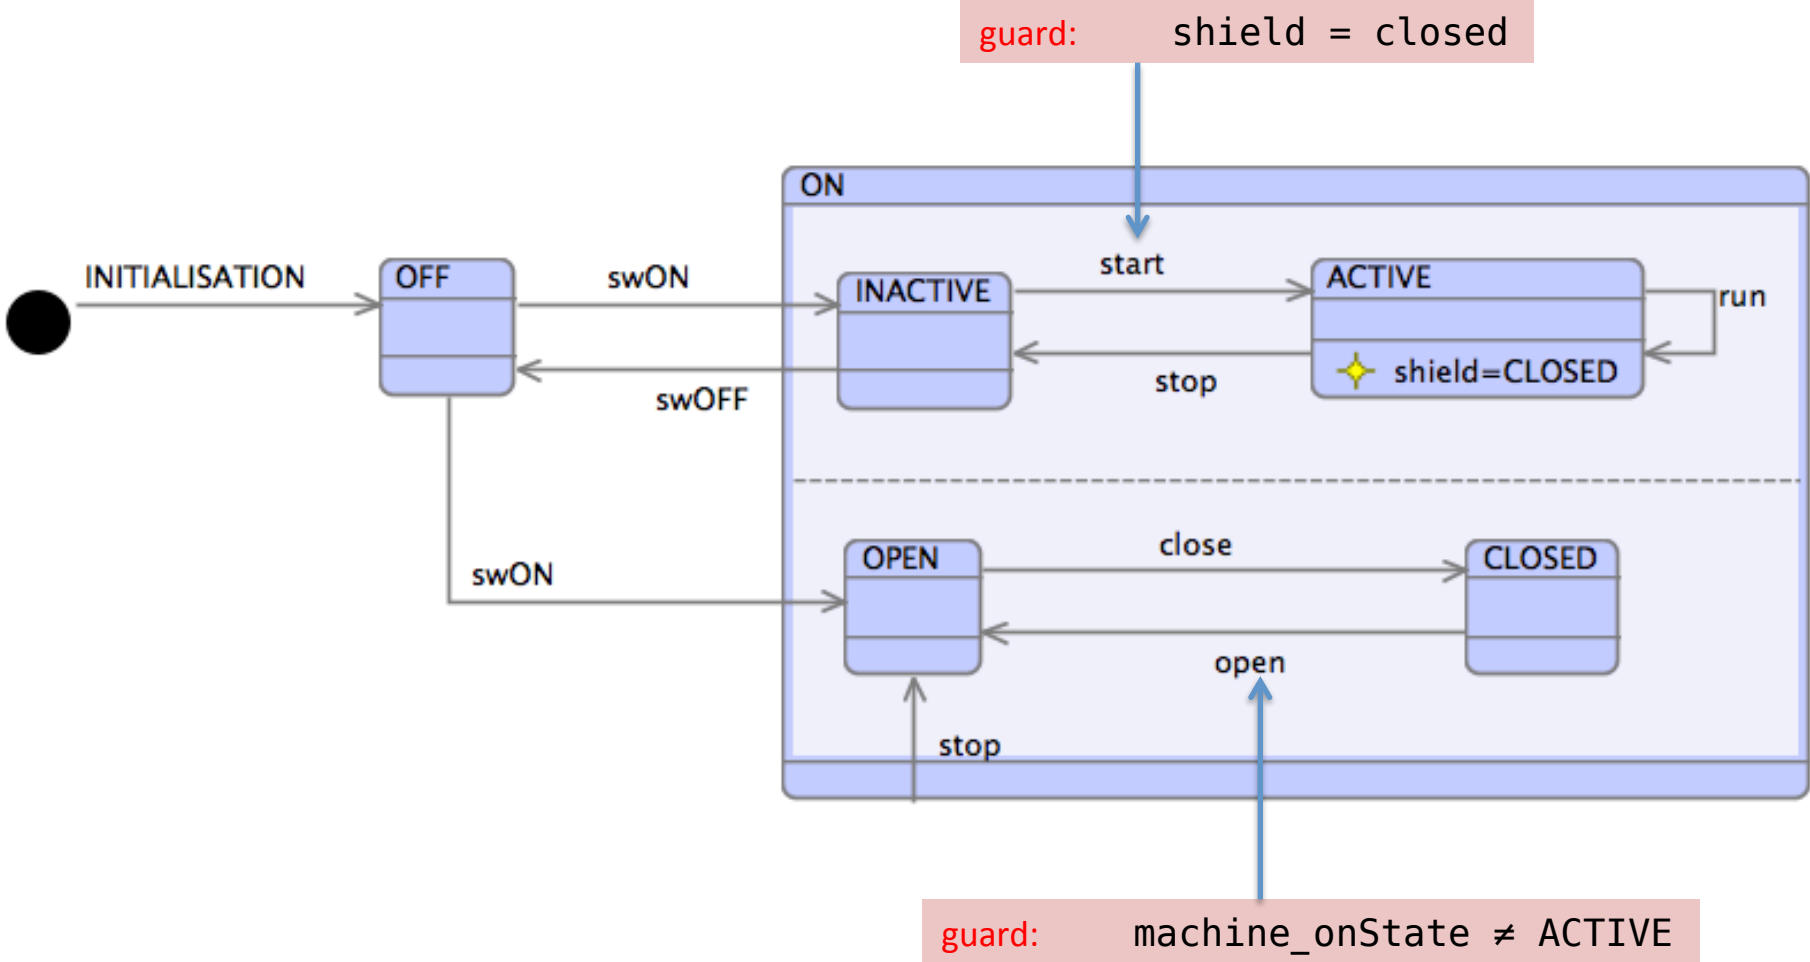 guard: shield = closed
ON
INITIALISATION
OFF
swON
INACTIVE
start
ACTIVE
run
swOFF
stop
shield=CLOSED
swON
OPEN
close
CLOSED
open
stop
guard: machine_onState ≠ ACTIVE